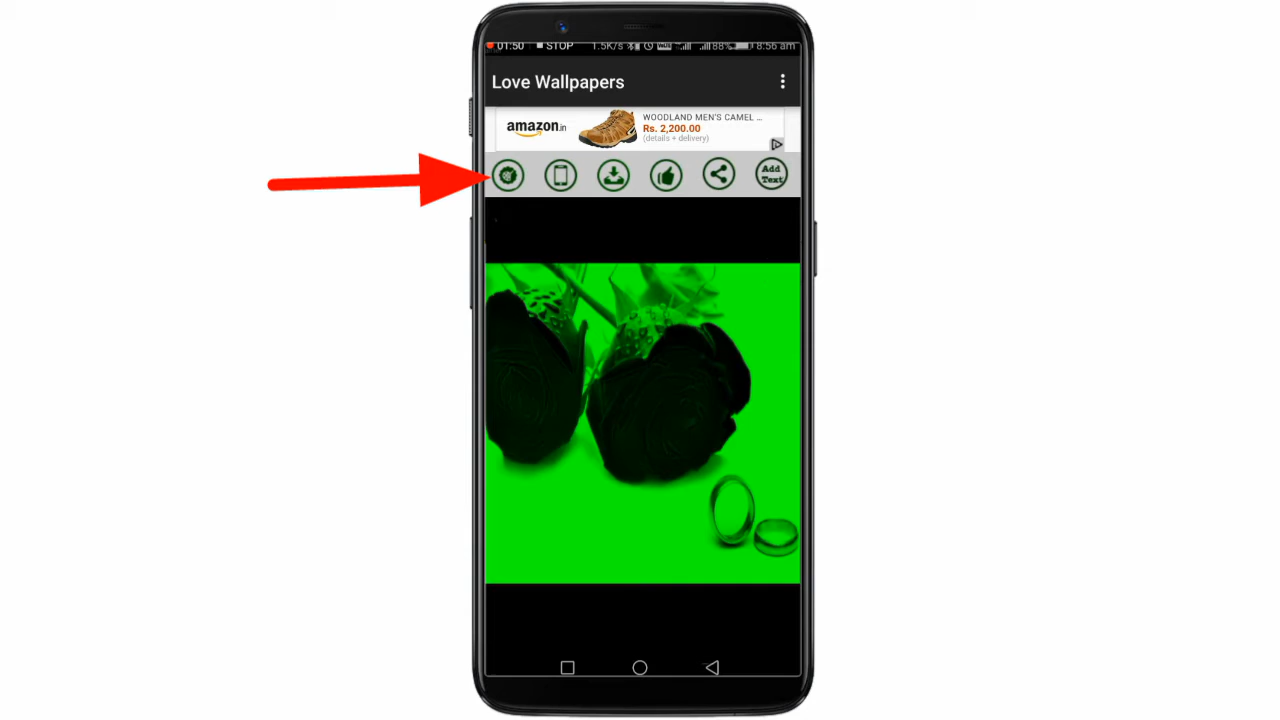 01:50 STOP 1.5K/s 88% 8:56 am
Love Wallpapers
amazon.in
WOODLAND MEN'S CAMEL ...
Rs. 2,200.00
(details + delivery)
Add
Text